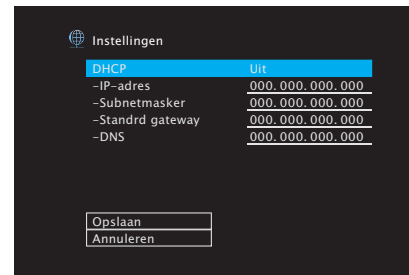 Instellingen
DHCP Uit
-IP-adres 000.000.000.000
-Subnetmasker 000.000.000.000
-Standrd gateway 000.000.000.000
-DNS 000.000.000.000
Opslaan
Annuleren